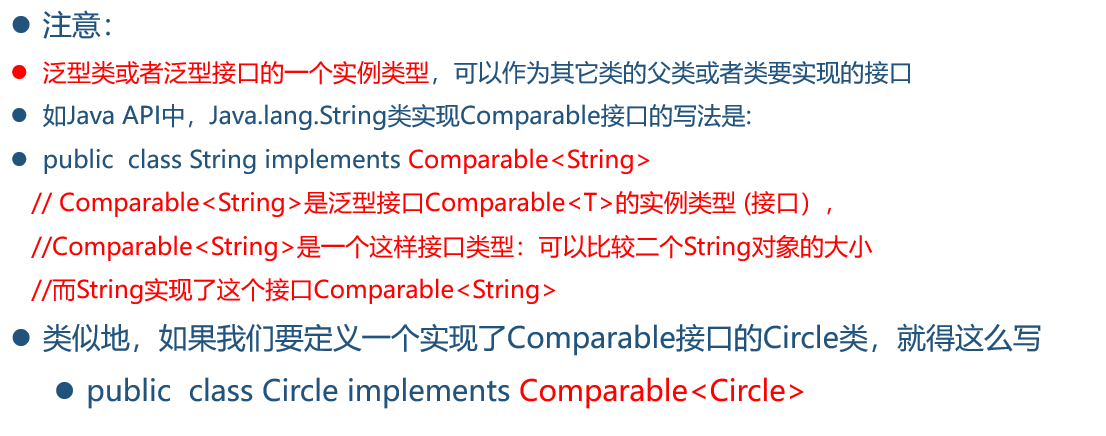 注意：
泛型类或者泛型接口的一个实例类型，可以作为其它类的父类或者类要实现的接口
如Java API中，Java.lang.String类实现Comparable接口的写法是:
public  class String implements Comparable<String>
// Comparable<String>是泛型接口Comparable<T>的实例类型 (接口），
//Comparable<String>是一个这样接口类型：可以比较二个String对象的大小
//而String实现了这个接口Comparable<String>
类似地，如果我们要定义一个实现了Comparable接口的Circle类，就得这么写
public  class Circle implements Comparable<Circle>